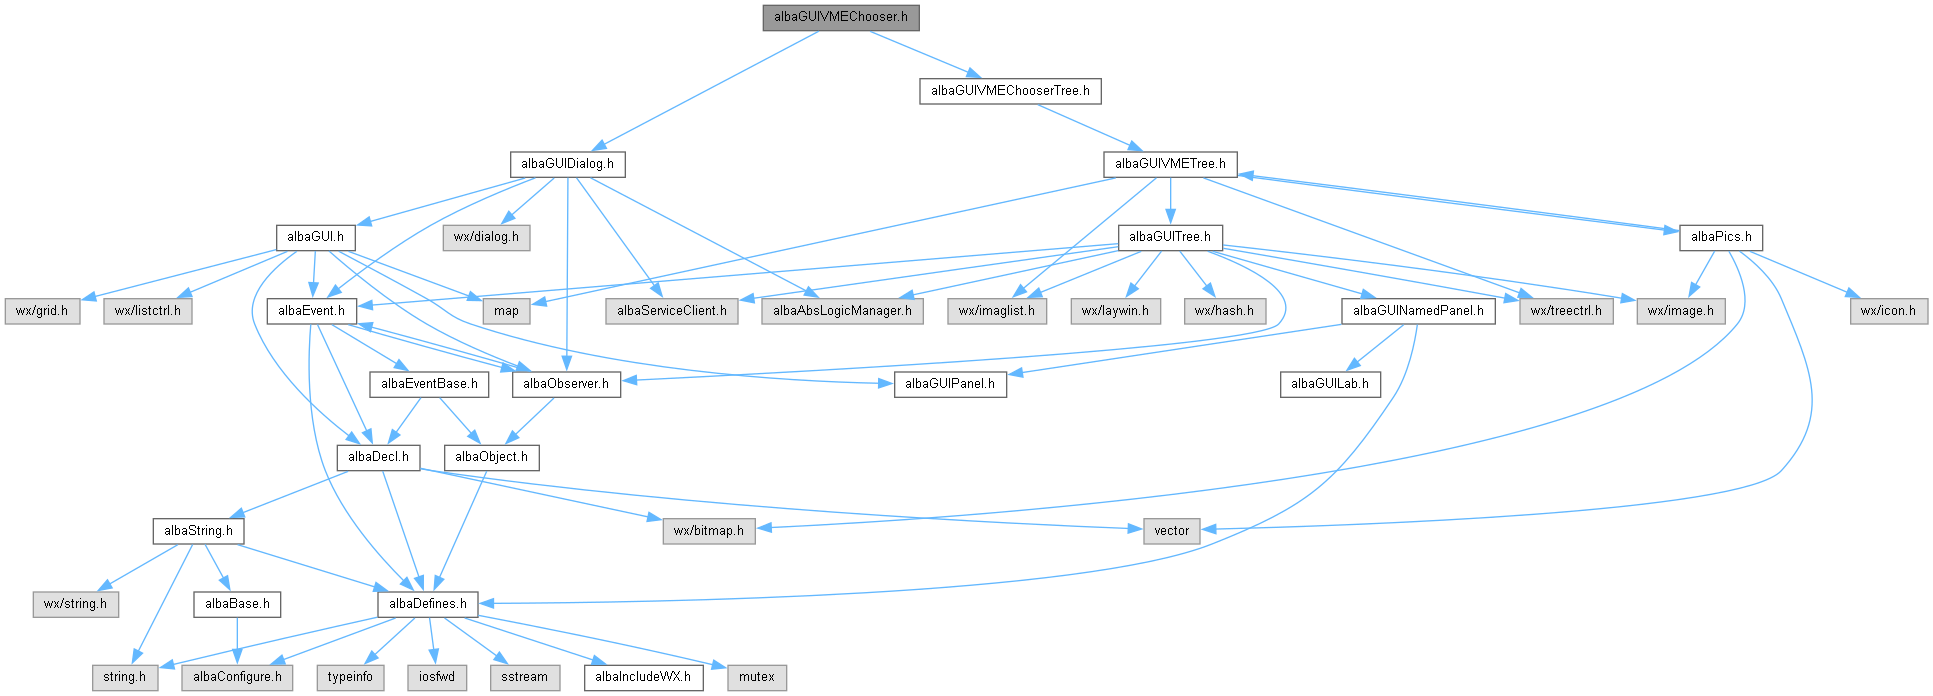 albaGUIVMEChooser.h
albaGUIVMEChooserTree.h
albaGUIDialog.h
albaGUIVMETree.h
albaGUI.h
wx/dialog.h
albaGUITree.h
albaPics.h
wx/grid.h
wx/listctrl.h
albaEvent.h
map
albaServiceClient.h
albaAbsLogicManager.h
wx/imaglist.h
wx/laywin.h
wx/hash.h
albaGUINamedPanel.h
wx/treectrl.h
wx/image.h
wx/icon.h
albaEventBase.h
albaObserver.h
albaGUIPanel.h
albaGUILab.h
albaDecl.h
albaObject.h
albaString.h
wx/bitmap.h
vector
wx/string.h
albaBase.h
albaDefines.h
string.h
albaConfigure.h
typeinfo
iosfwd
sstream
albaIncludeWX.h
mutex